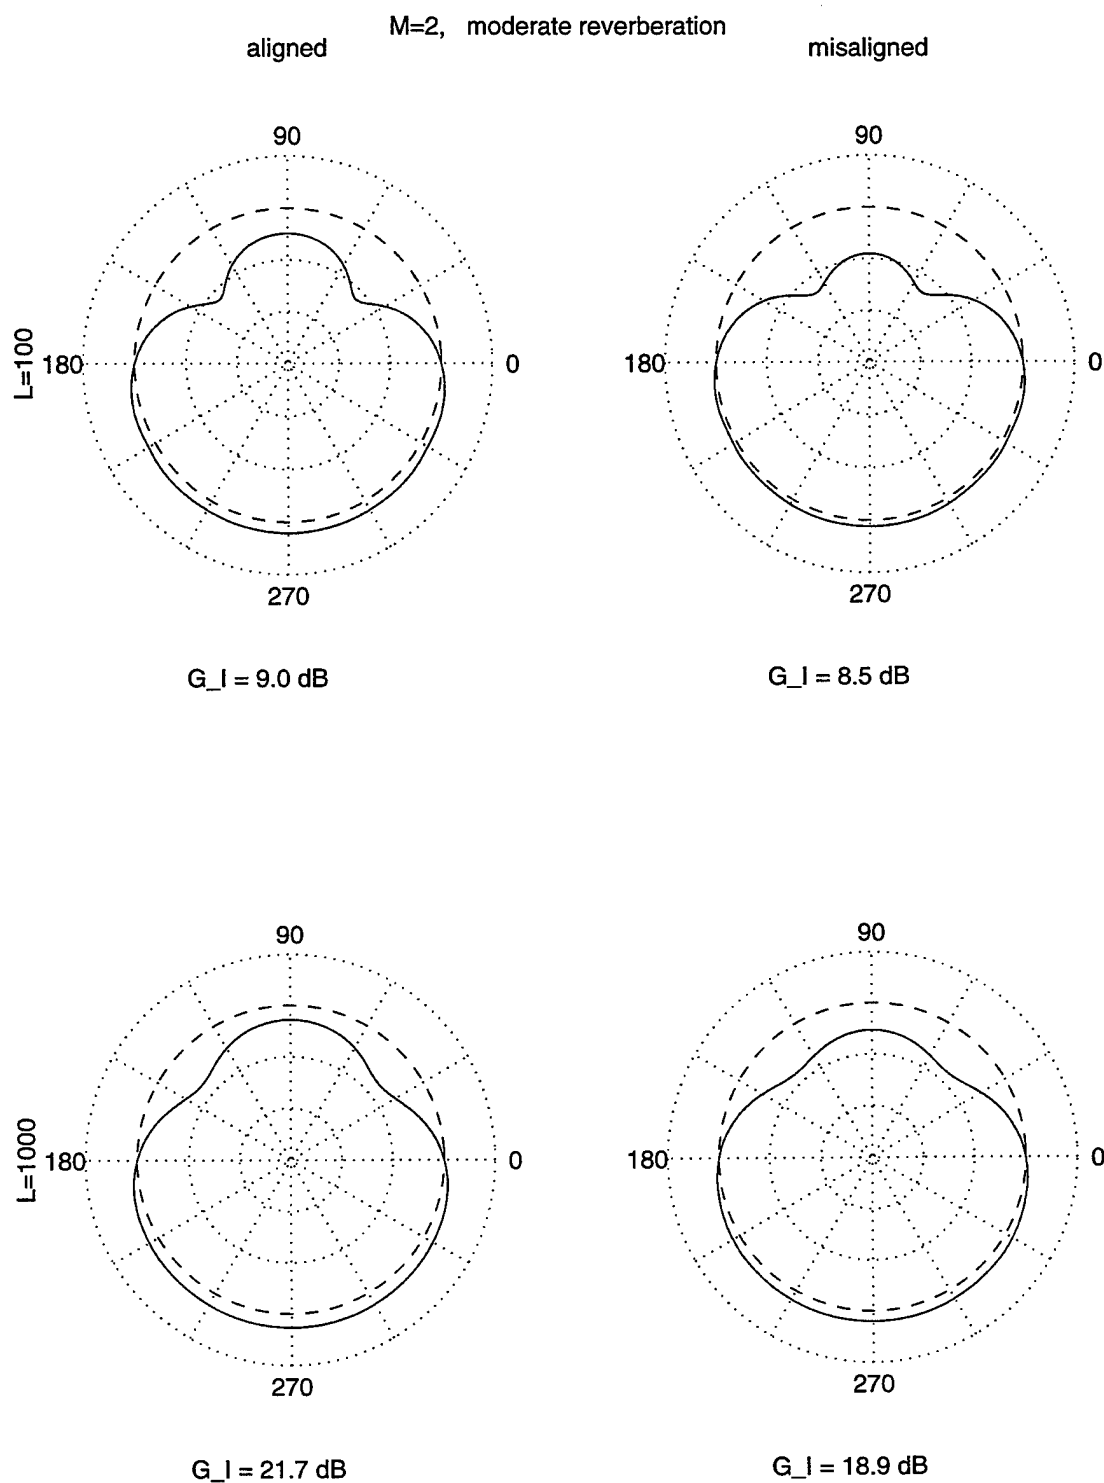 M=2, moderate reverberation
aligned
misaligned
90
90
L=100
180
0
180
0
270
270
G_I = 9.0 dB
G_I = 8.5 dB
90
90
L=1000
180
0
180
0
270
270
G_I = 21.7 dB
G_I = 18.9 dB